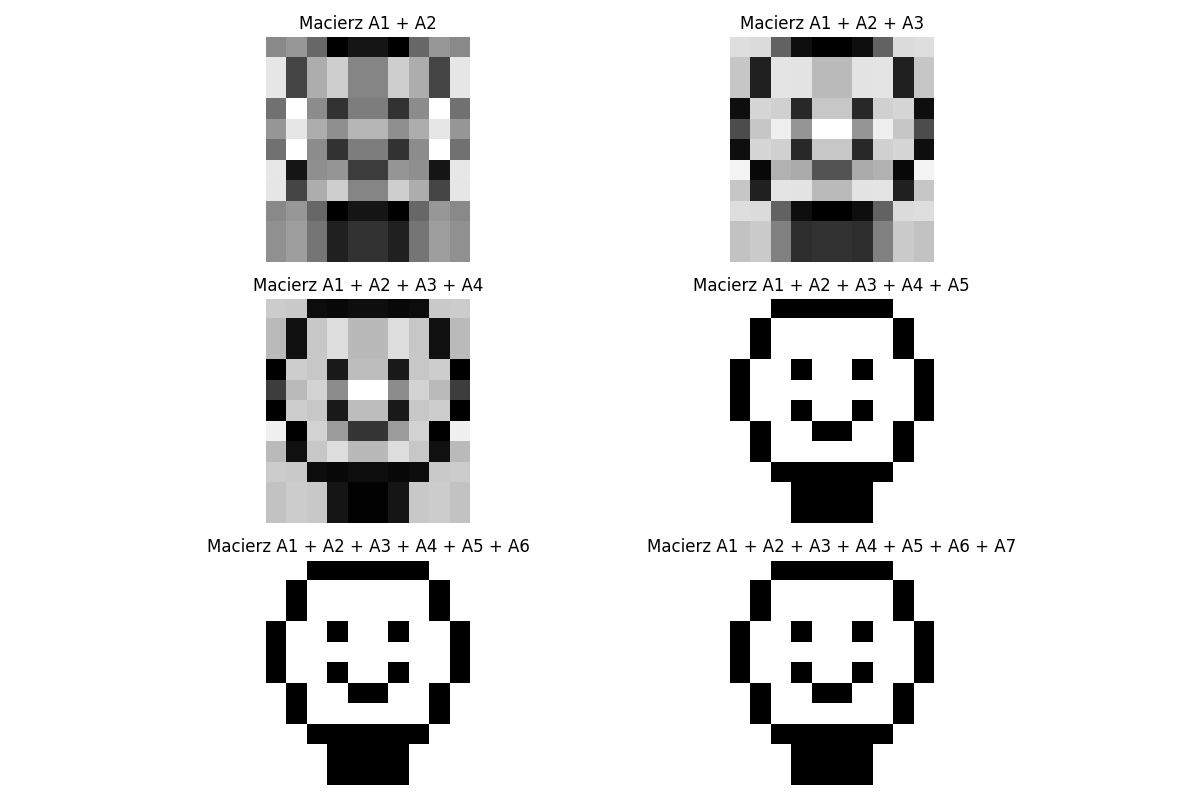 Macierz A1 + A2
Macierz A1 + A2 + A3
Macierz A1 + A2 + A3 + A4
Macierz A1 + A2 + A3 + A4 + A5
Macierz A1 + A2 + A3 + A4 + A5 + A6
Macierz A1 + A2 + A3 + A4 + A5 + A6 + A7